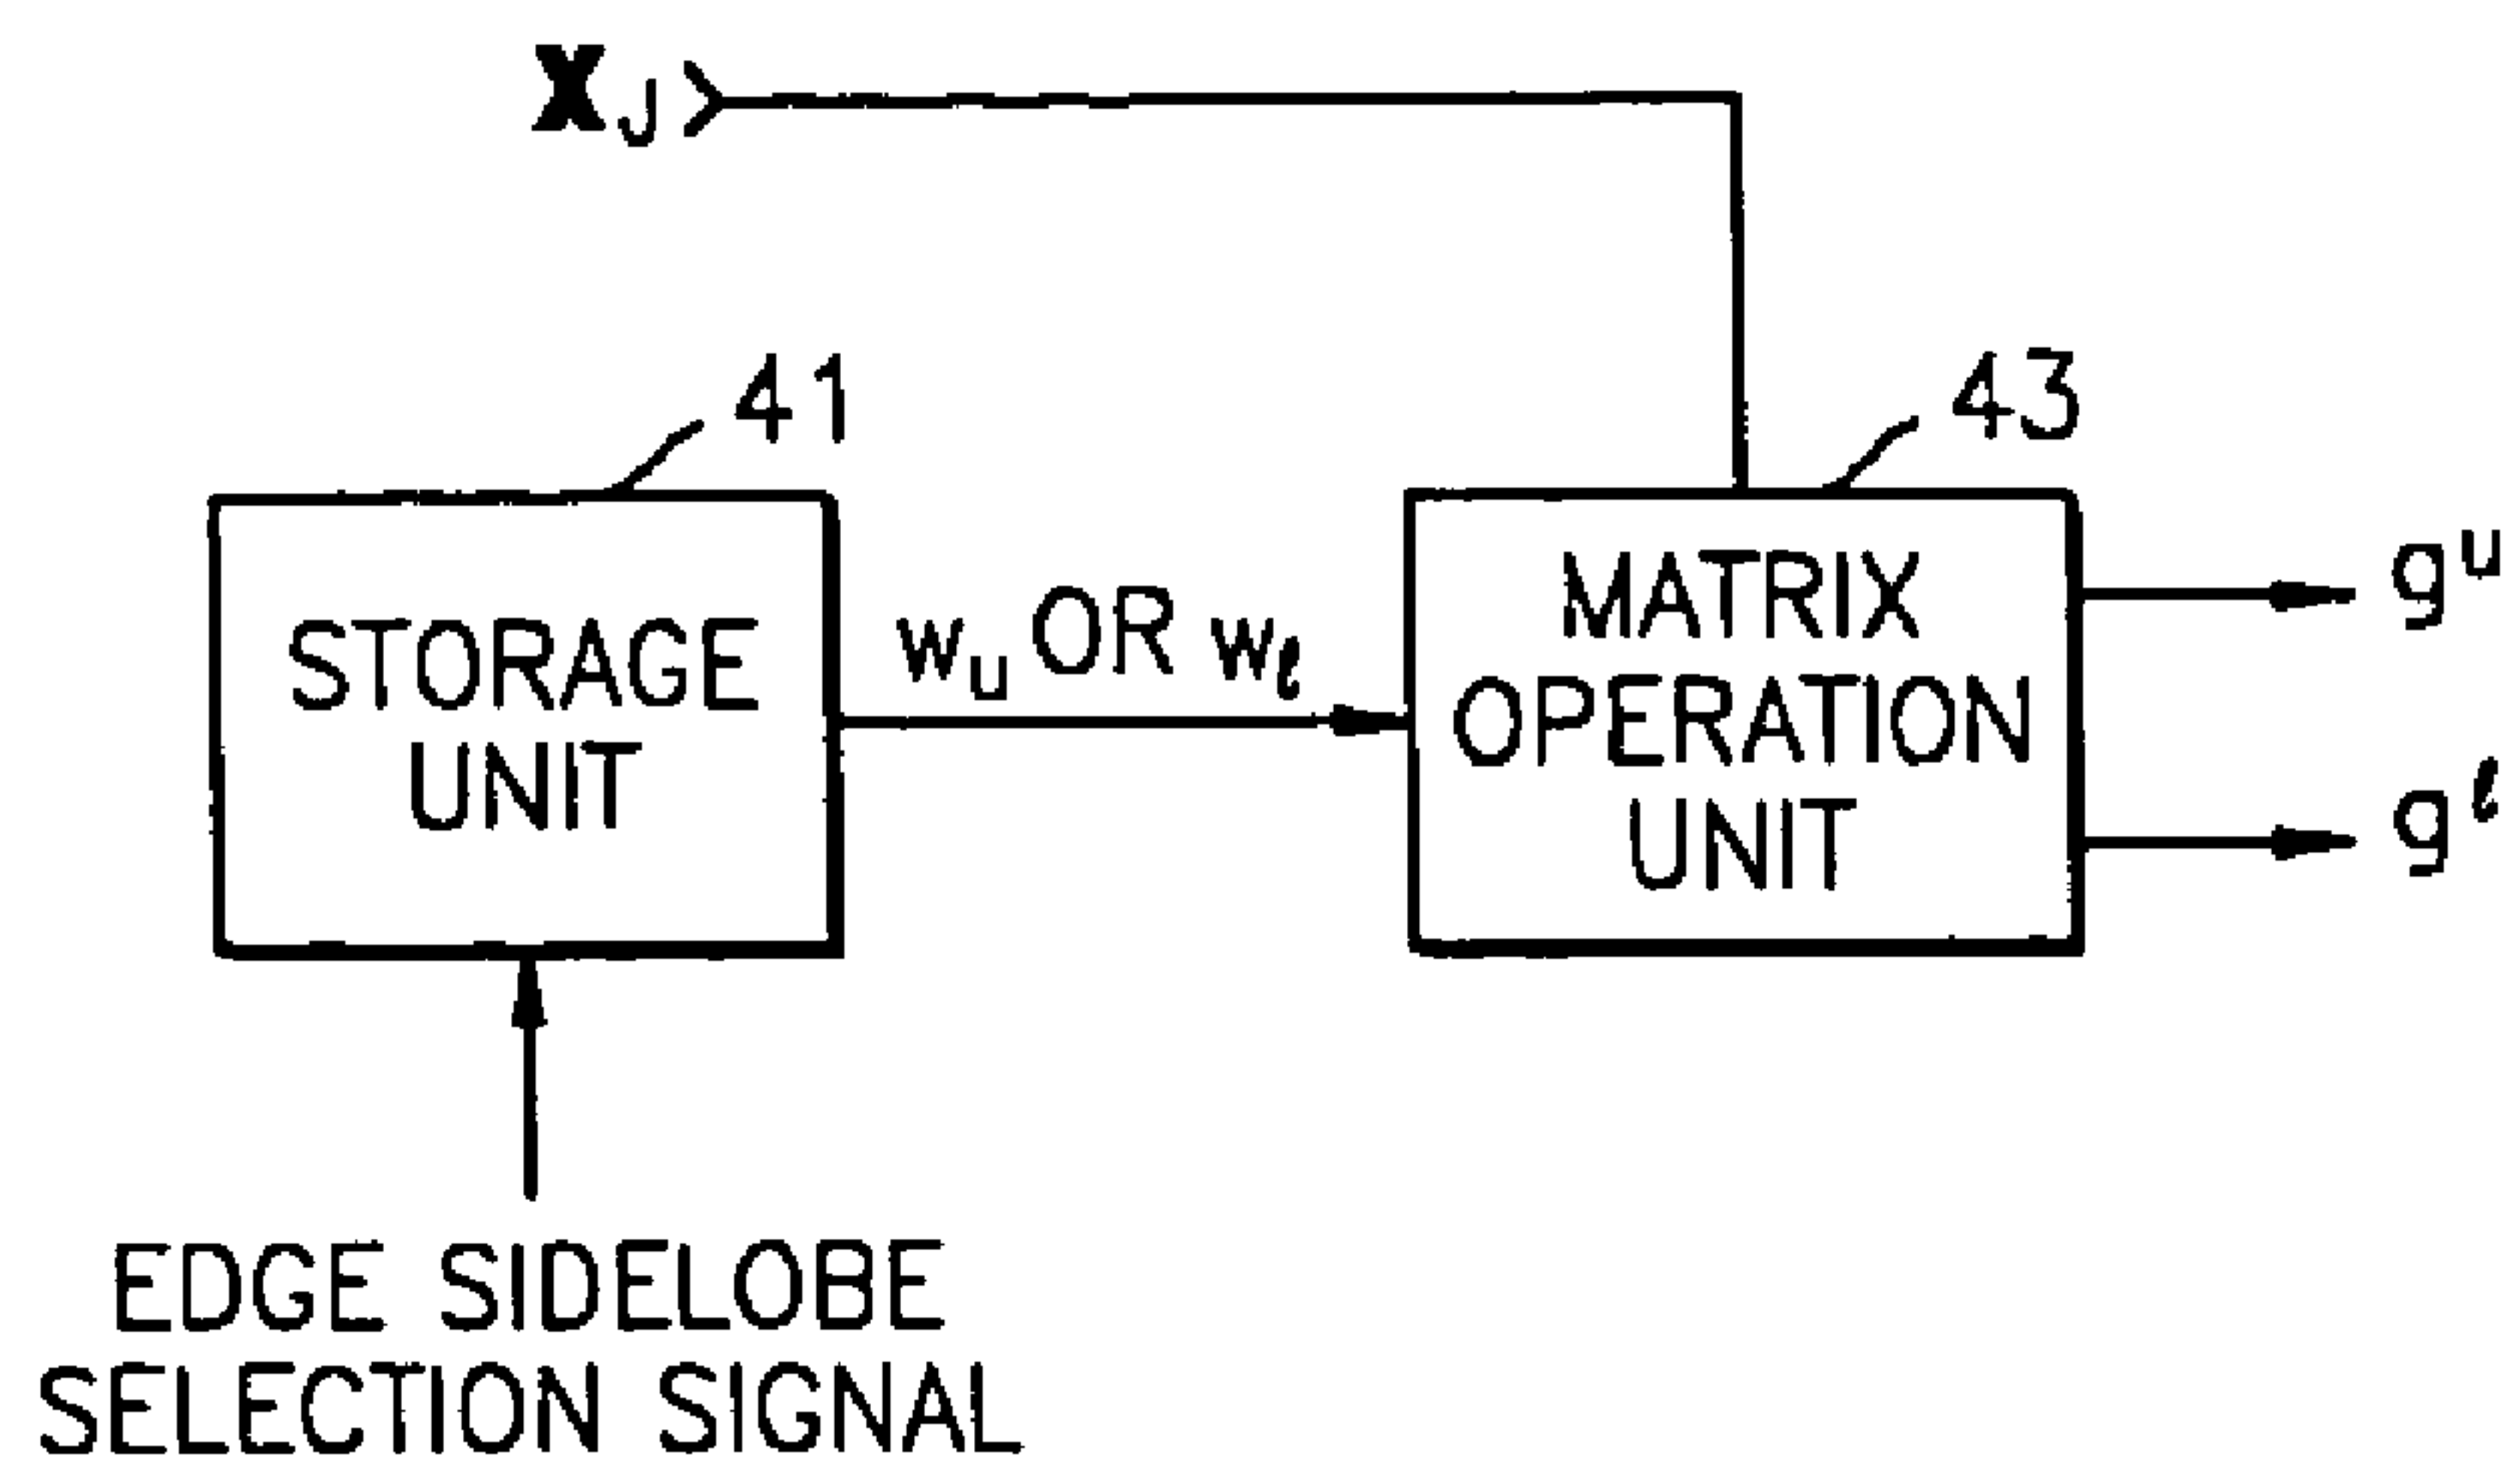 X_J
41
43
STORAGE
UNIT
w_u OR w_ℓ
MATRIX
OPERATION
UNIT
g^u
g^ℓ
EDGE SIDELOBE
SELECTION SIGNAL